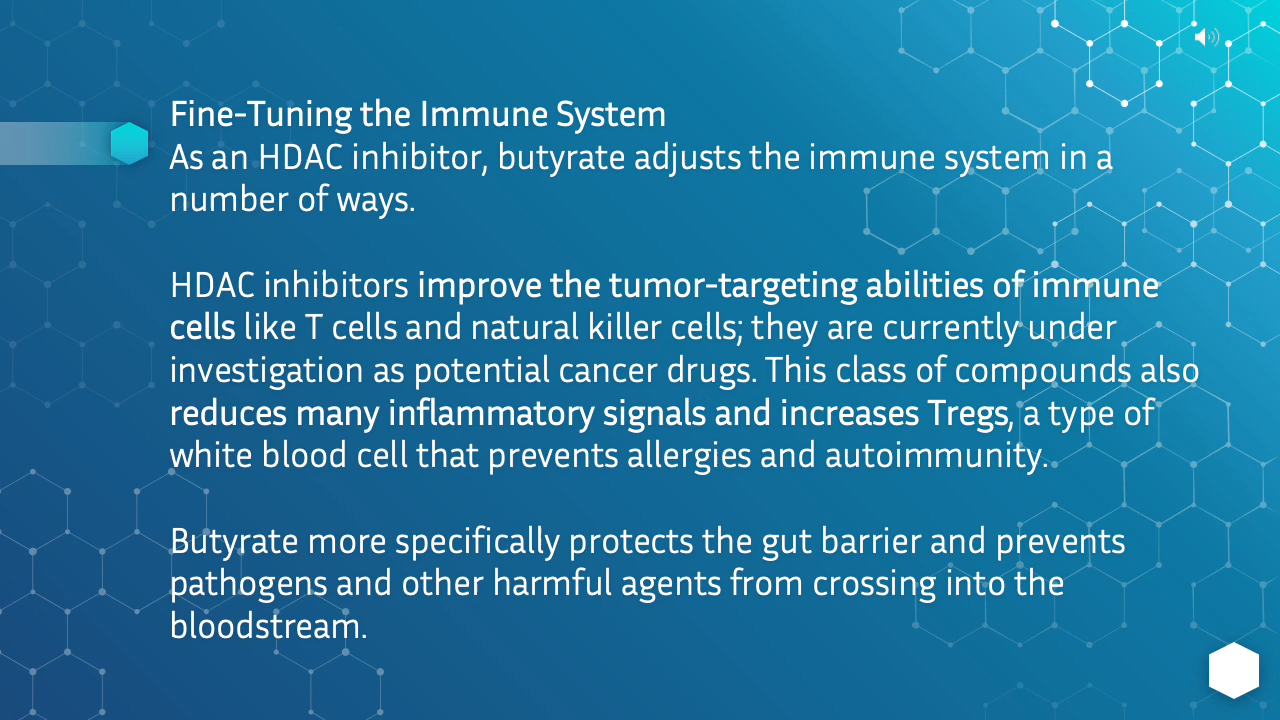 Fine-Tuning the Immune System
As an HDAC inhibitor, butyrate adjusts the immune system in a
number of ways.
HDAC inhibitors improve the tumor-targeting abilities of immune
cells like T cells and natural killer cells; they are currently under
investigation as potential cancer drugs. This class of compounds also
reduces many inflammatory signals and increases Tregs, a type of
white blood cell that prevents allergies and autoimmunity.
Butyrate more specifically protects the gut barrier and prevents
pathogens and other harmful agents from crossing into the
bloodstream.